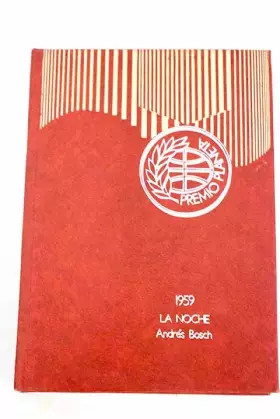 PREMIO PLANETA
1959
LA NOCHE
Andrés Bosch